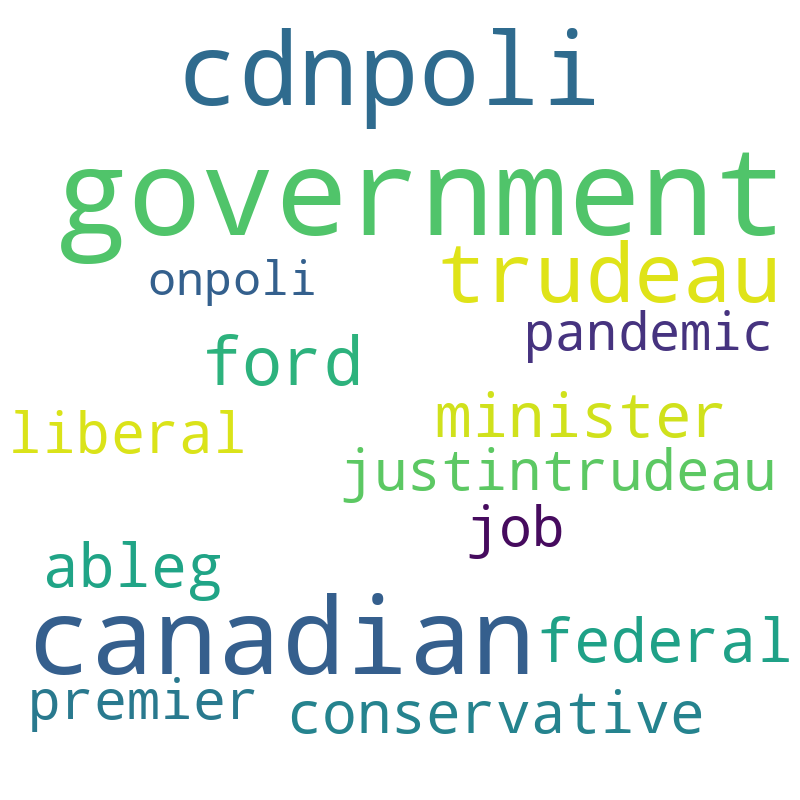 cdnpoli
government
trudeau
onpoli
pandemic
ford
minister
liberal
justintrudeau
job
ableg
canadian
federal
premier
conservative